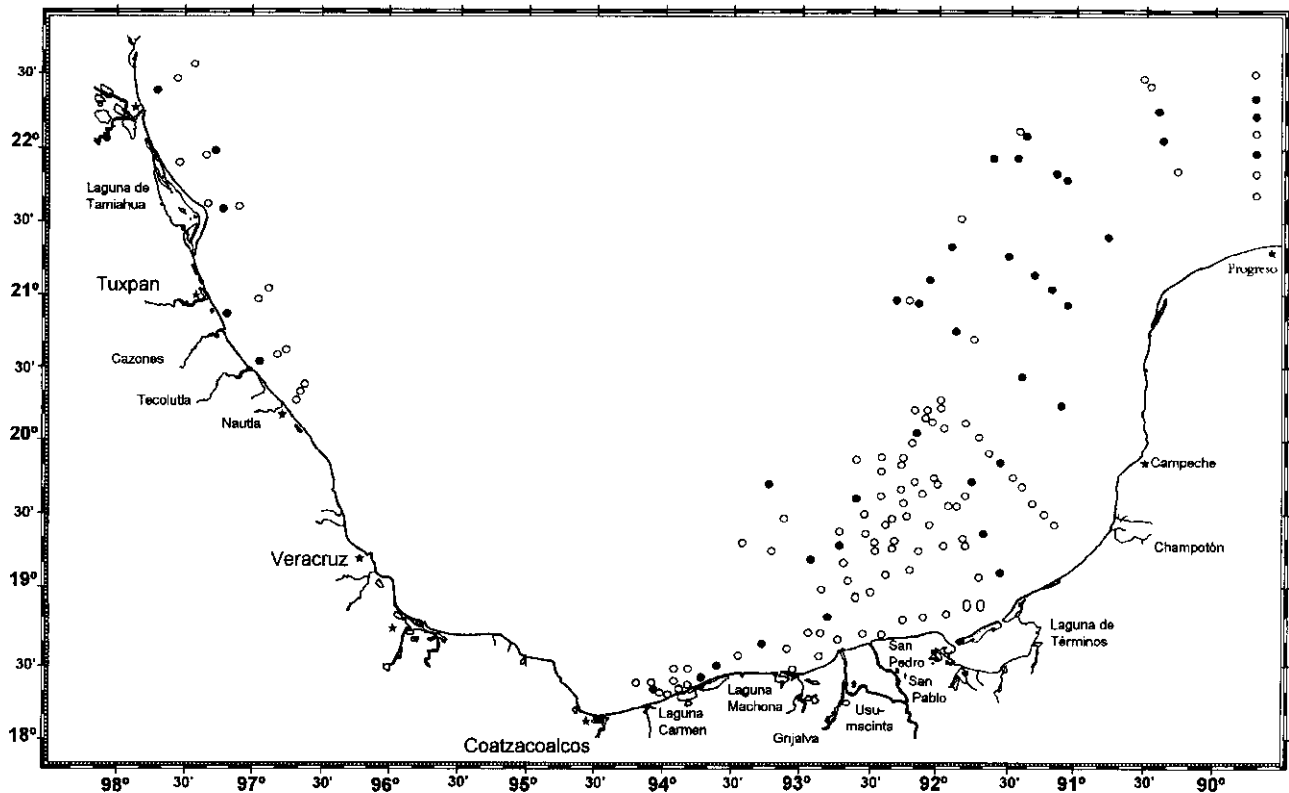 30'
22°
Laguna de
Tamiahua
30'
Tuxpan
21°
Progreso
Cazones
30'
Tecolutla
Nautla
20°
Campeche
30'
Champotón
Veracruz
19°
Laguna de
Términos
30'
San
Pedro
San
Pablo
Laguna
Machona
Laguna
Carmen
Usu-
macinta
Grijalva
18°
Coatzacoalcos
98° 30' 97° 30' 96° 30' 95° 30' 94° 30' 93° 30' 92° 30' 91° 30' 90°